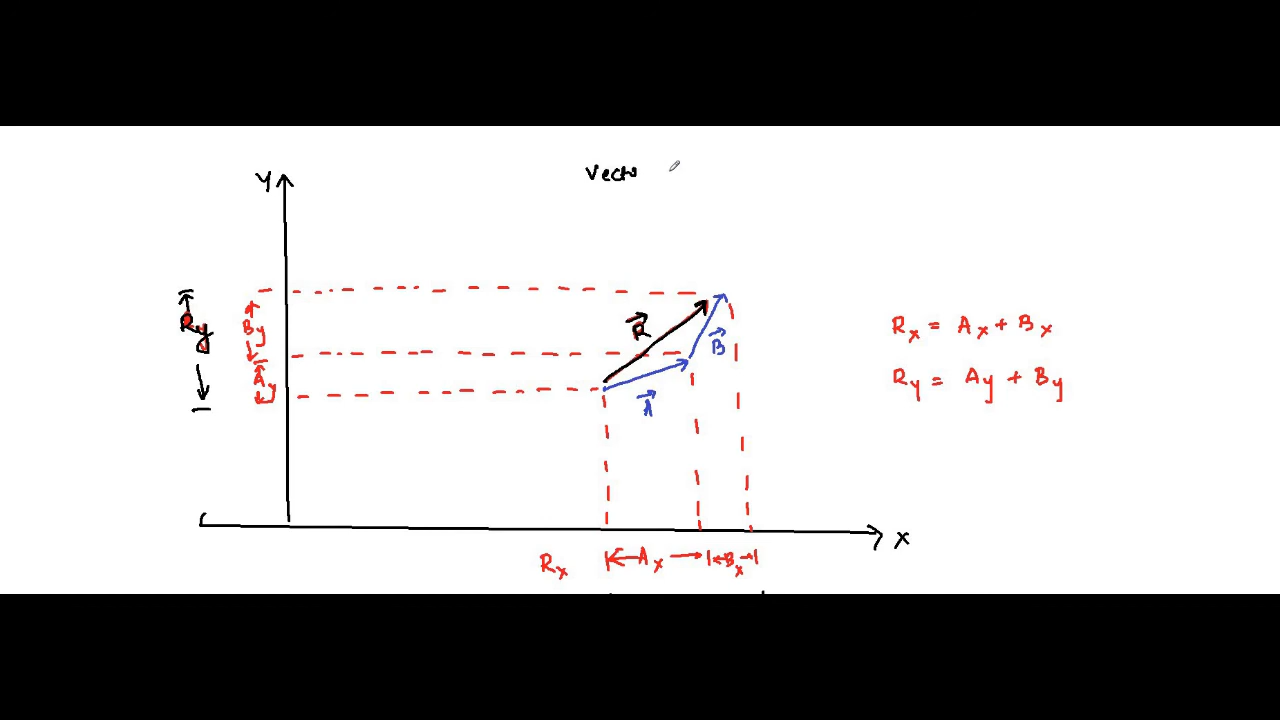 Vecto
Y
R⃗
B⃗
A⃗
Ry
By
Ay
Rx = Ax + Bx
Ry = Ay + By
X
Rx
Ax
Bx